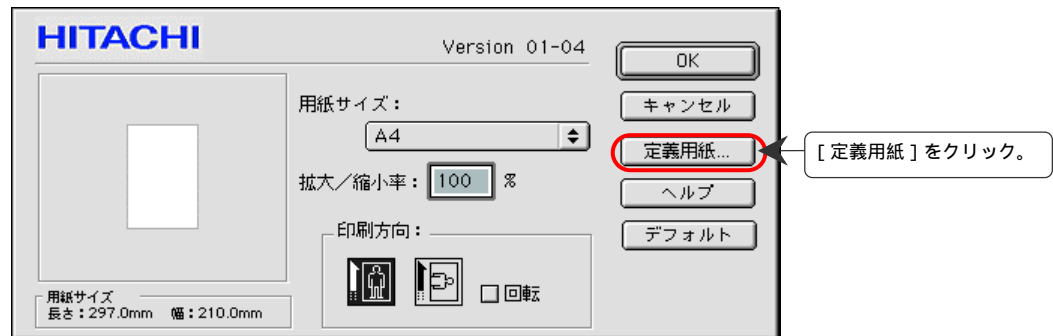 HITACHI
Version 01-04
OK
用紙サイズ：
キャンセル
A4
定義用紙...
[ 定義用紙 ] をクリック。
拡大／縮小率： 100 %
ヘルプ
印刷方向：
デフォルト
回転
用紙サイズ
長さ：297.0mm 幅：210.0mm